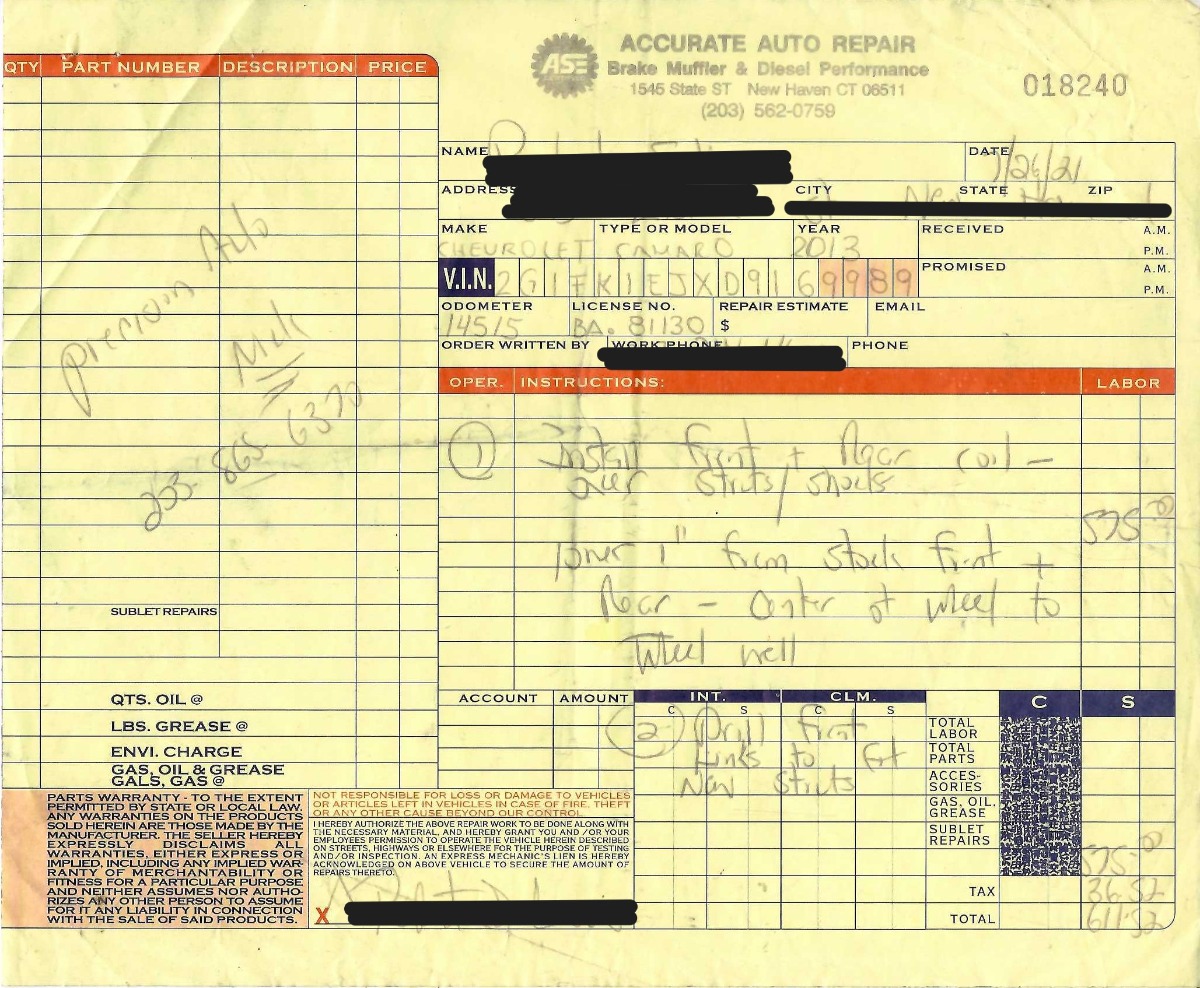 ACCURATE AUTO REPAIR
ASE
Brake Muffler & Diesel Performance
1545 State ST New Haven CT 06511
(203) 562-0759
018240
QTY PART NUMBER DESCRIPTION PRICE
NAME
DATE /26/21
ADDRESS CITY STATE ZIP
MAKE TYPE OR MODEL YEAR RECEIVED A.M.
CHEVROLET CAMARO 2013 P.M.
V.I.N. 2G1FK1EJXD9169989 PROMISED A.M.
P.M.
ODOMETER LICENSE NO. REPAIR ESTIMATE EMAIL
14515 BA. 81130 $
ORDER WRITTEN BY WORK PHONE PHONE
OPER. INSTRUCTIONS: LABOR
Auto
203-865-6370
1 Install front + Rear coil -
over struts/shocks
575.00
lower 1" from stock front +
Rear - center of wheel to
wheel well
SUBLET REPAIRS
QTS. OIL @
LBS. GREASE @
ENVI. CHARGE
GAS, OIL & GREASE
GALS, GAS @
ACCOUNT AMOUNT INT. CLM. C S
C S C S
2 Drill front
Links to fit
New struts
TOTAL LABOR
TOTAL PARTS
ACCES-
SORIES
GAS, OIL,
GREASE
SUBLET
REPAIRS
575.00
TAX 36.52
TOTAL 611.52
PARTS WARRANTY - TO THE EXTENT
PERMITTED BY STATE OR LOCAL LAW.
ANY WARRANTIES ON THE PRODUCTS
SOLD HEREIN ARE THOSE MADE BY THE
MANUFACTURER. THE SELLER HEREBY
EXPRESSLY DISCLAIMS ALL
WARRANTIES, EITHER EXPRESS OR
IMPLIED, INCLUDING ANY IMPLIED WAR-
RANTY OF MERCHANTABILITY OR
FITNESS FOR A PARTICULAR PURPOSE
AND NEITHER ASSUMES NOR AUTHO-
RIZES ANY OTHER PERSON TO ASSUME
FOR IT ANY LIABILITY IN CONNECTION
WITH THE SALE OF SAID PRODUCTS.
NOT RESPONSIBLE FOR LOSS OR DAMAGE TO VEHICLES
OR ARTICLES LEFT IN VEHICLES IN CASE OF FIRE, THEFT
OR ANY OTHER CAUSE BEYOND OUR CONTROL.
I HEREBY AUTHORIZE THE ABOVE REPAIR WORK TO BE DONE ALONG WITH
THE NECESSARY MATERIAL, AND HEREBY GRANT YOU AND /OR YOUR
EMPLOYEES PERMISSION TO OPERATE THE VEHICLE HEREIN DESCRIBED
ON STREETS, HIGHWAYS OR ELSEWHERE FOR THE PURPOSE OF TESTING
AND/OR INSPECTION. AN EXPRESS MECHANIC'S LIEN IS HEREBY
ACKNOWLEDGED ON ABOVE VEHICLE TO SECURE THE AMOUNT OF
REPAIRS THERETO.
X